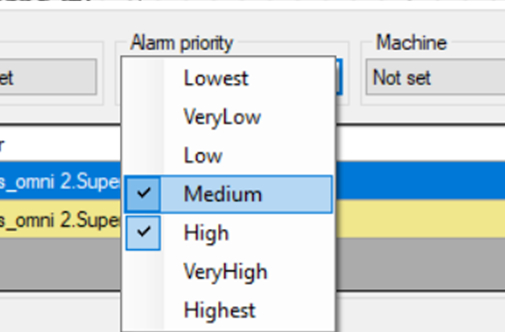 Alarm priority
Machine
et
Not set
Lowest
VeryLow
Low
Medium
High
VeryHigh
Highest
r
s_omni 2.Supe
s_omni 2.Supe